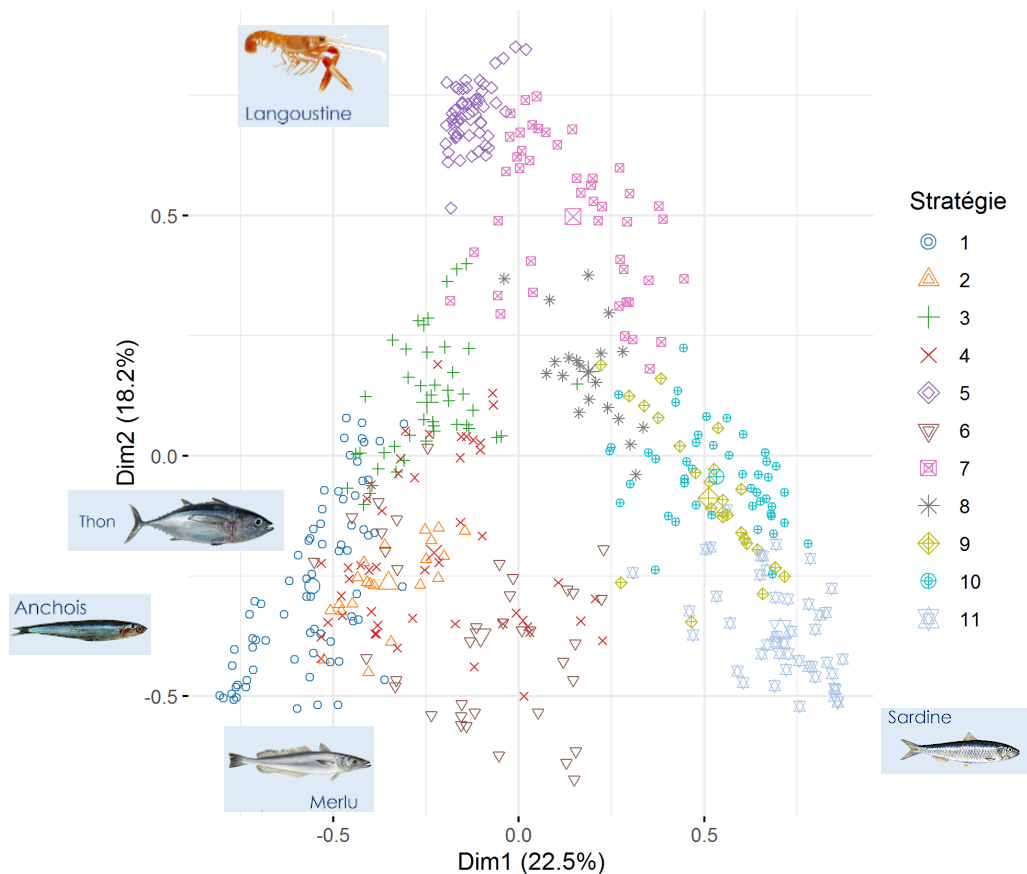 Langoustine
Stratégie
1
2
3
4
5
6
7
8
9
10
11
0.5
0.0
-0.5
Dim2 (18.2%)
Thon
Anchois
Merlu
Sardine
-0.5
0.0
0.5
Dim1 (22.5%)